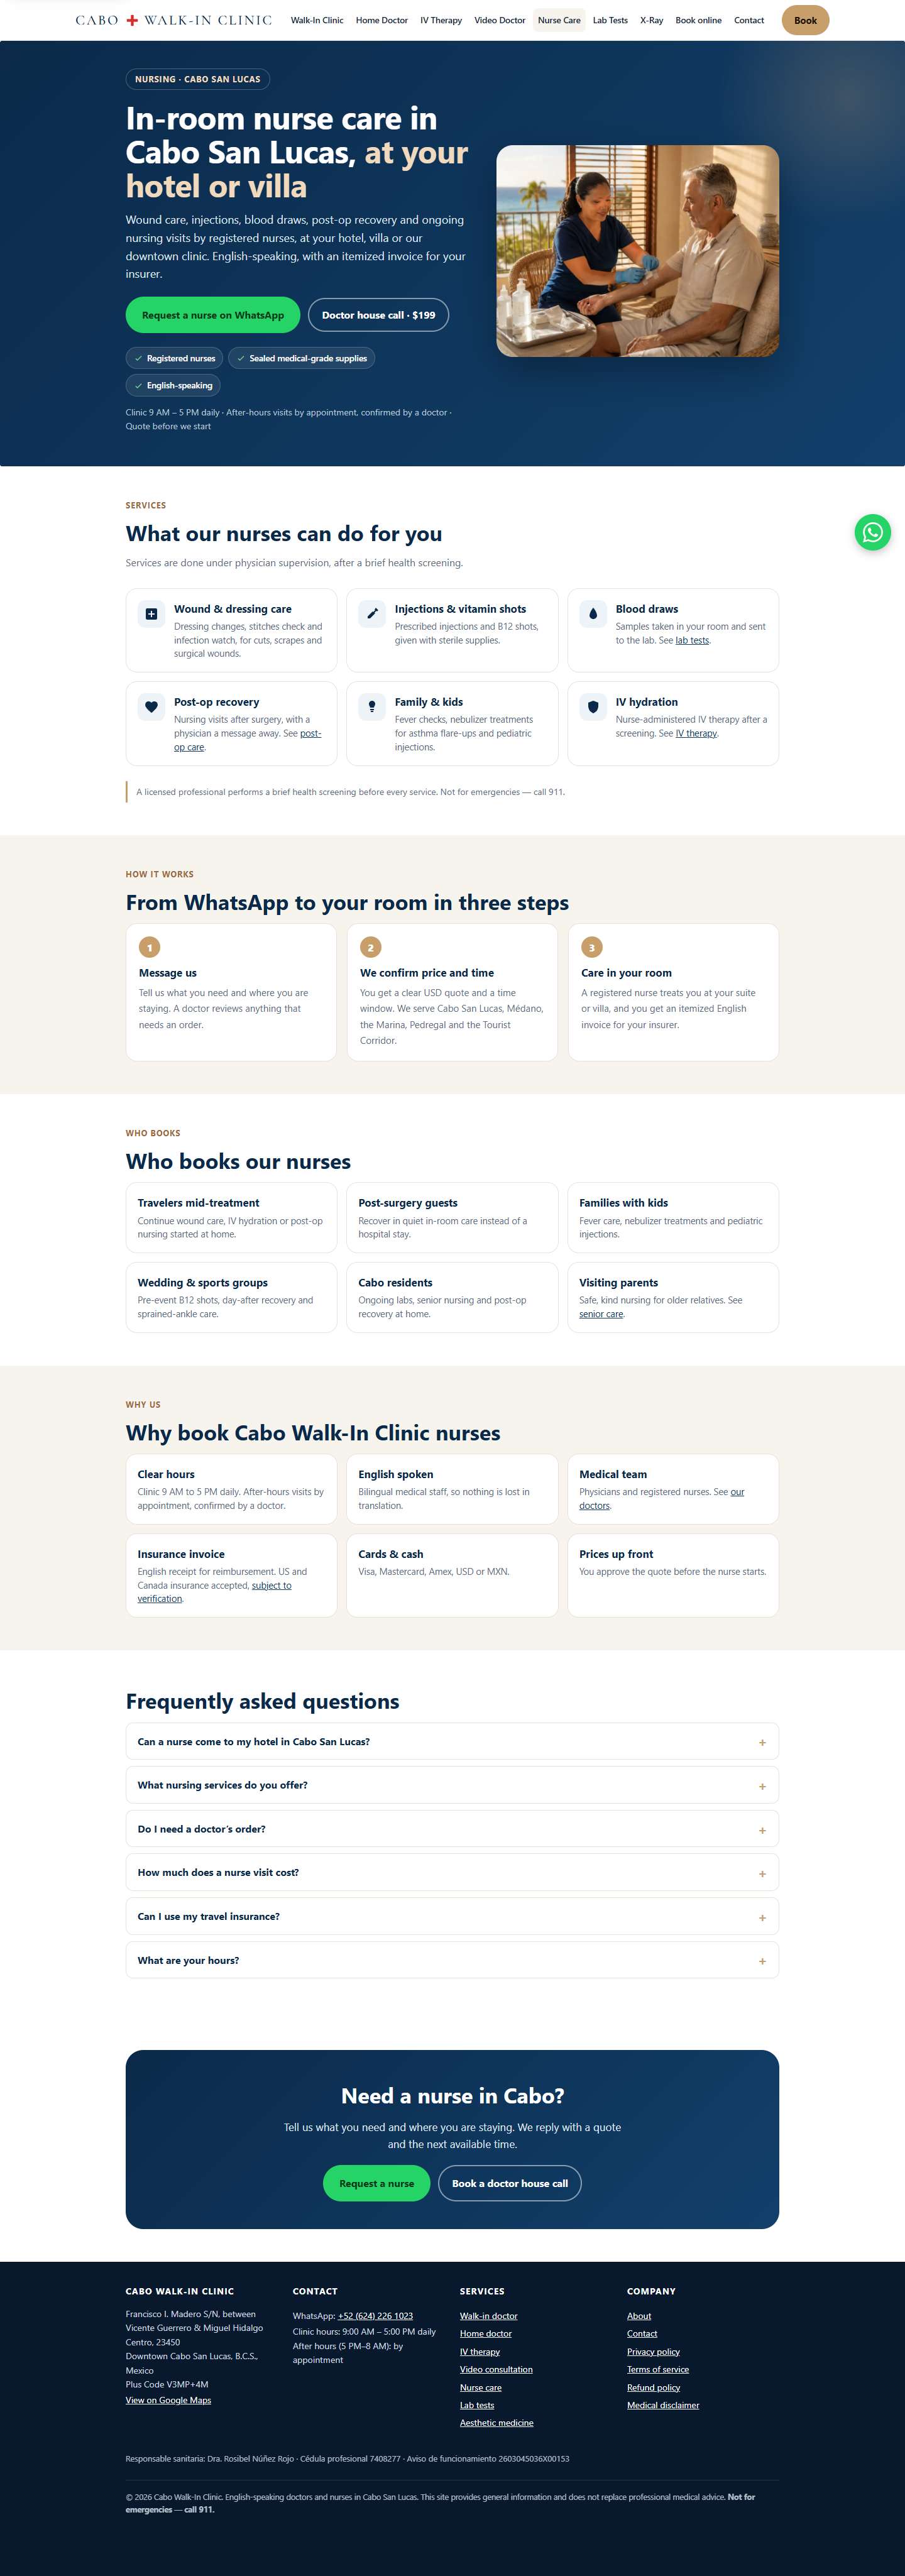 CABO ✚ WALK-IN CLINIC
Walk-In Clinic
Home Doctor
IV Therapy
Video Doctor
Nurse Care
Lab Tests
X-Ray
Book online
Contact
Book
NURSING · CABO SAN LUCAS
In-room nurse care in
Cabo San Lucas, at your
hotel or villa
Wound care, injections, blood draws, post-op recovery and ongoing
nursing visits by registered nurses, at your hotel, villa or our
downtown clinic. English-speaking, with an itemized invoice for your
insurer.
Request a nurse on WhatsApp
Doctor house call · $199
✓ Registered nurses
✓ Sealed medical-grade supplies
✓ English-speaking
Clinic 9 AM – 5 PM daily · After-hours visits by appointment, confirmed by a doctor ·
Quote before we start
SERVICES
What our nurses can do for you
Services are done under physician supervision, after a brief health screening.
Wound & dressing care
Dressing changes, stitches check and
infection watch, for cuts, scrapes and
surgical wounds.
Injections & vitamin shots
Prescribed injections and B12 shots,
given with sterile supplies.
Blood draws
Samples taken in your room and sent
to the lab. See lab tests.
Post-op recovery
Nursing visits after surgery, with a
physician a message away. See post-
op care.
Family & kids
Fever checks, nebulizer treatments
for asthma flare-ups and pediatric
injections.
IV hydration
Nurse-administered IV therapy after a
screening. See IV therapy.
A licensed professional performs a brief health screening before every service. Not for emergencies — call 911.
HOW IT WORKS
From WhatsApp to your room in three steps
1
Message us
Tell us what you need and where you are
staying. A doctor reviews anything that
needs an order.
2
We confirm price and time
You get a clear USD quote and a time
window. We serve Cabo San Lucas, Médano,
the Marina, Pedregal and the Tourist
Corridor.
3
Care in your room
A registered nurse treats you at your suite
or villa, and you get an itemized English
invoice for your insurer.
WHO BOOKS
Who books our nurses
Travelers mid-treatment
Continue wound care, IV hydration or post-op
nursing started at home.
Post-surgery guests
Recover in quiet in-room care instead of a
hospital stay.
Families with kids
Fever care, nebulizer treatments and pediatric
injections.
Wedding & sports groups
Pre-event B12 shots, day-after recovery and
sprained-ankle care.
Cabo residents
Ongoing labs, senior nursing and post-op
recovery at home.
Visiting parents
Safe, kind nursing for older relatives. See
senior care.
WHY US
Why book Cabo Walk-In Clinic nurses
Clear hours
Clinic 9 AM to 5 PM daily. After-hours visits by
appointment, confirmed by a doctor.
English spoken
Bilingual medical staff, so nothing is lost in
translation.
Medical team
Physicians and registered nurses. See our
doctors.
Insurance invoice
English receipt for reimbursement. US and
Canada insurance accepted, subject to
verification.
Cards & cash
Visa, Mastercard, Amex, USD or MXN.
Prices up front
You approve the quote before the nurse starts.
Frequently asked questions
Can a nurse come to my hotel in Cabo San Lucas? +
What nursing services do you offer? +
Do I need a doctor's order? +
How much does a nurse visit cost? +
Can I use my travel insurance? +
What are your hours? +
Need a nurse in Cabo?
Tell us what you need and where you are staying. We reply with a quote
and the next available time.
Request a nurse
Book a doctor house call
CABO WALK-IN CLINIC
Francisco I. Madero S/N, between
Vicente Guerrero & Miguel Hidalgo
Centro, 23450
Downtown Cabo San Lucas, B.C.S.,
Mexico
Plus Code V3MP+4M
View on Google Maps
CONTACT
WhatsApp: +52 (624) 226 1023
Clinic hours: 9:00 AM – 5:00 PM daily
After hours (5 PM–8 AM): by
appointment
SERVICES
Walk-in doctor
Home doctor
IV therapy
Video consultation
Nurse care
Lab tests
Aesthetic medicine
COMPANY
About
Contact
Privacy policy
Terms of service
Refund policy
Medical disclaimer
Responsable sanitaria: Dra. Rosibel Núñez Rojo · Cédula profesional 7408277 · Aviso de funcionamiento 2603045036X00153
© 2026 Cabo Walk-In Clinic. English-speaking doctors and nurses in Cabo San Lucas. This site provides general information and does not replace professional medical advice. Not for
emergencies — call 911.